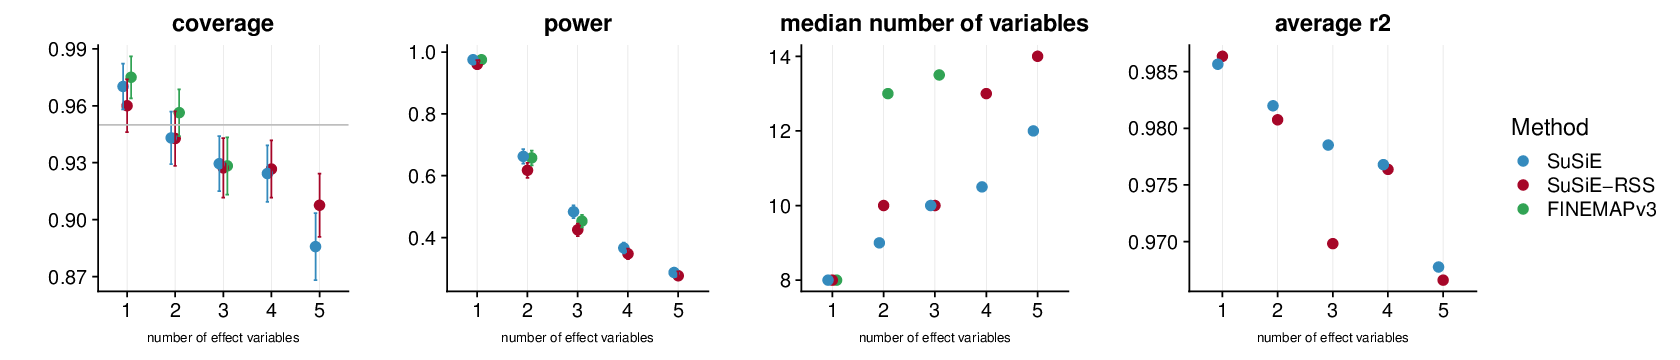 coverage
0.99
0.96
0.93
0.90
0.87
1 2 3 4 5
number of effect variables
power
1.0
0.8
0.6
0.4
1 2 3 4 5
number of effect variables
median number of variables
14
12
10
8
1 2 3 4 5
number of effect variables
average r2
0.985
0.980
0.975
0.970
1 2 3 4 5
number of effect variables
Method
SuSiE
SuSiE−RSS
FINEMAPv3